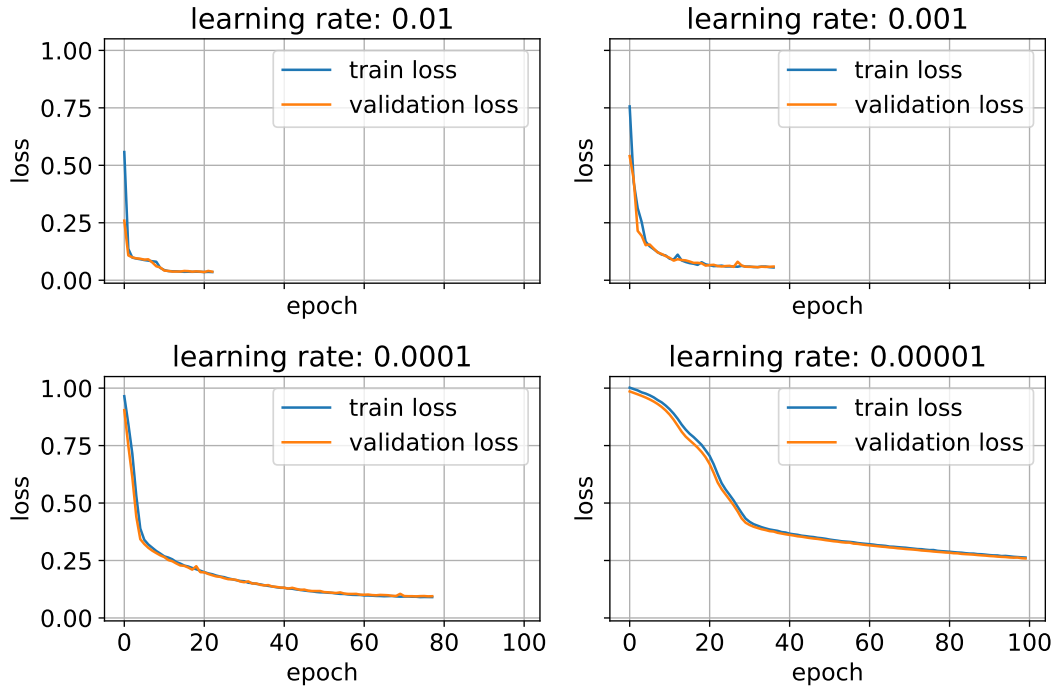 learning rate: 0.01
1.00
0.75
0.50
0.25
0.00
loss
train loss
validation loss
epoch
learning rate: 0.001
loss
train loss
validation loss
epoch
learning rate: 0.0001
1.00
0.75
0.50
0.25
0.00
loss
train loss
validation loss
0 20 40 60 80 100
epoch
learning rate: 0.00001
loss
train loss
validation loss
0 20 40 60 80 100
epoch